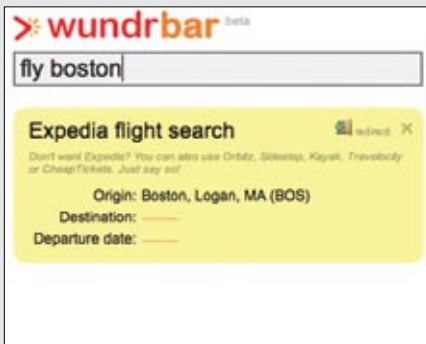 wundrbar beta
fly boston
Expedia flight search redirect
Don't want Expedia? You can also use Orbitz, Sidestep, Kayak, Travelocity
or CheapTickets. Just say so!
Origin: Boston, Logan, MA (BOS)
Destination:
Departure date: